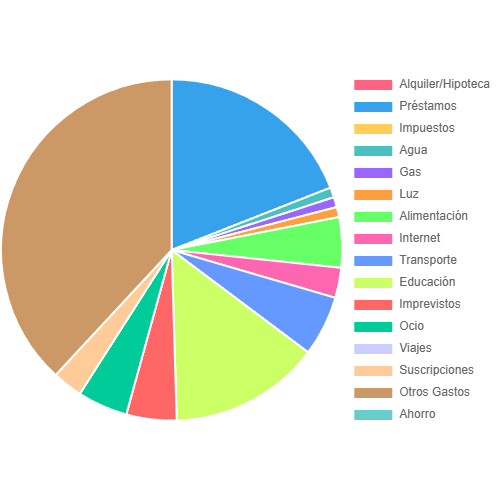 Alquiler/Hipoteca
Préstamos
Impuestos
Agua
Gas
Luz
Alimentación
Internet
Transporte
Educación
Imprevistos
Ocio
Viajes
Suscripciones
Otros Gastos
Ahorro